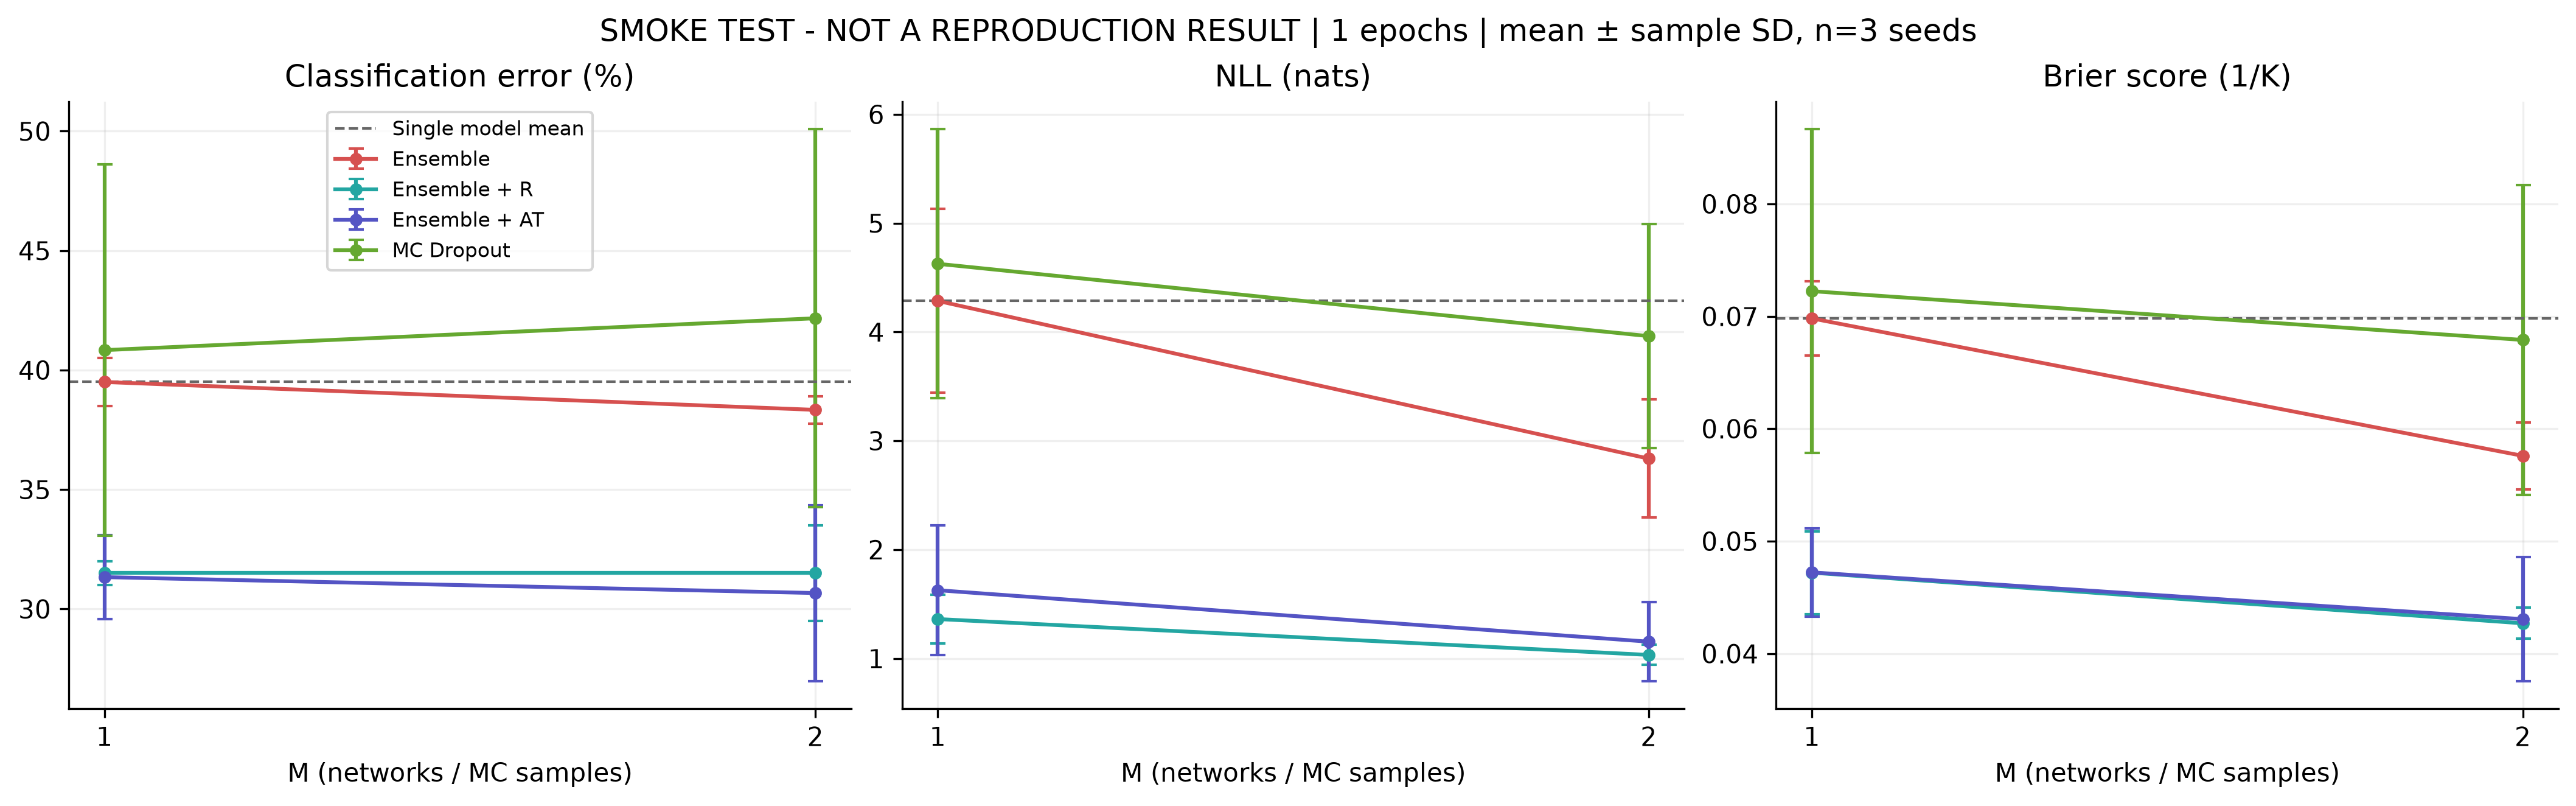 SMOKE TEST - NOT A REPRODUCTION RESULT | 1 epochs | mean ± sample SD, n=3 seeds
Classification error (%)
50
45
40
35
30
Single model mean
Ensemble
Ensemble + R
Ensemble + AT
MC Dropout
1
2
M (networks / MC samples)
NLL (nats)
6
5
4
3
2
1
1
2
M (networks / MC samples)
Brier score (1/K)
0.08
0.07
0.06
0.05
0.04
1
2
M (networks / MC samples)